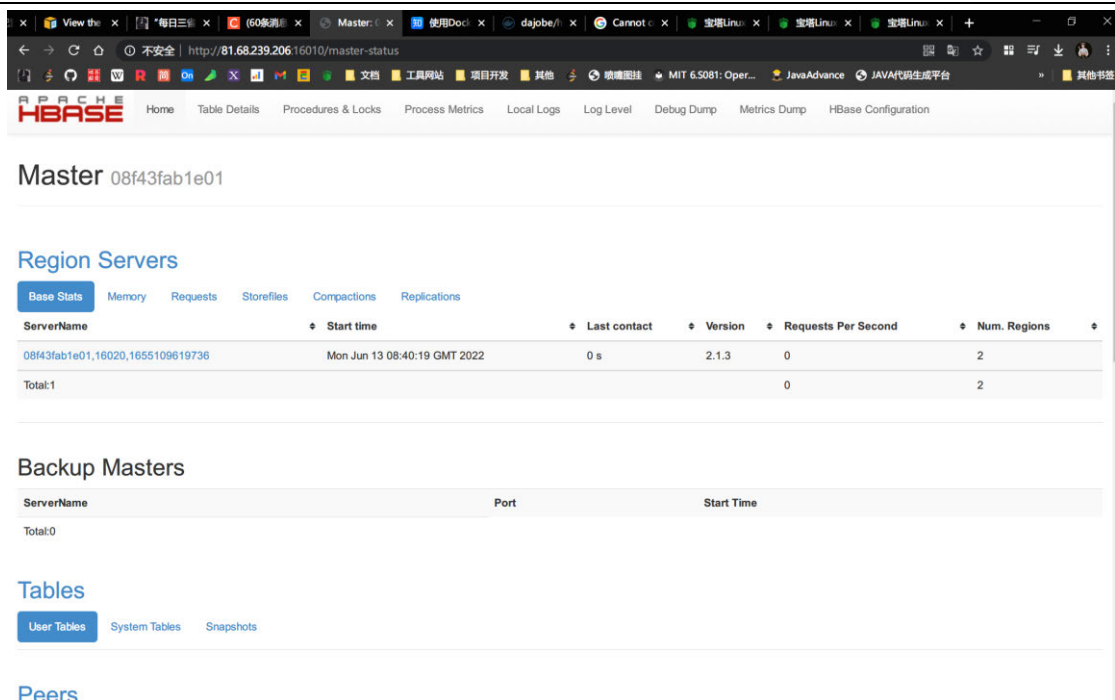 View the
"每日三省
(60条消息
Master: 0
使用Dock
dajobe/h
Cannot c
宝塔Linux
宝塔Linux
宝塔Linux
不安全 | http://81.68.239.206:16010/master-status
文档 工具网站 项目开发 其他 喷嚏图挂 MIT 6.S081: Oper... JavaAdvance JAVA代码生成平台 » 其他书签
APACHE HBASE Home Table Details Procedures & Locks Process Metrics Local Logs Log Level Debug Dump Metrics Dump HBase Configuration
Master 08f43fab1e01
Region Servers
Base Stats Memory Requests Storefiles Compactions Replications
ServerName Start time Last contact Version Requests Per Second Num. Regions
08f43fab1e01,16020,1655109619736 Mon Jun 13 08:40:19 GMT 2022 0 s 2.1.3 0 2
Total:1 0 2
Backup Masters
ServerName Port Start Time
Total:0
Tables
User Tables System Tables Snapshots
Peers